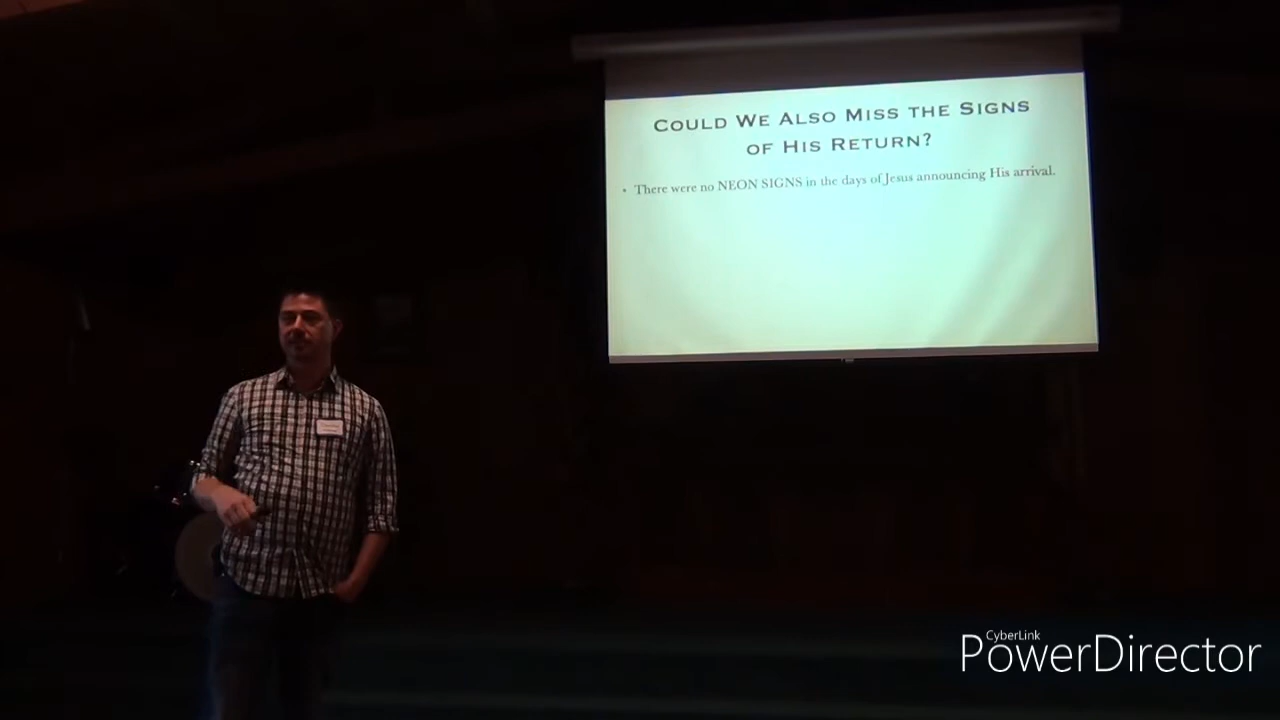 COULD WE ALSO MISS THE SIGNS
OF HIS RETURN?
• There were no NEON SIGNS in the days of Jesus announcing His arrival.
CyberLink
PowerDirector